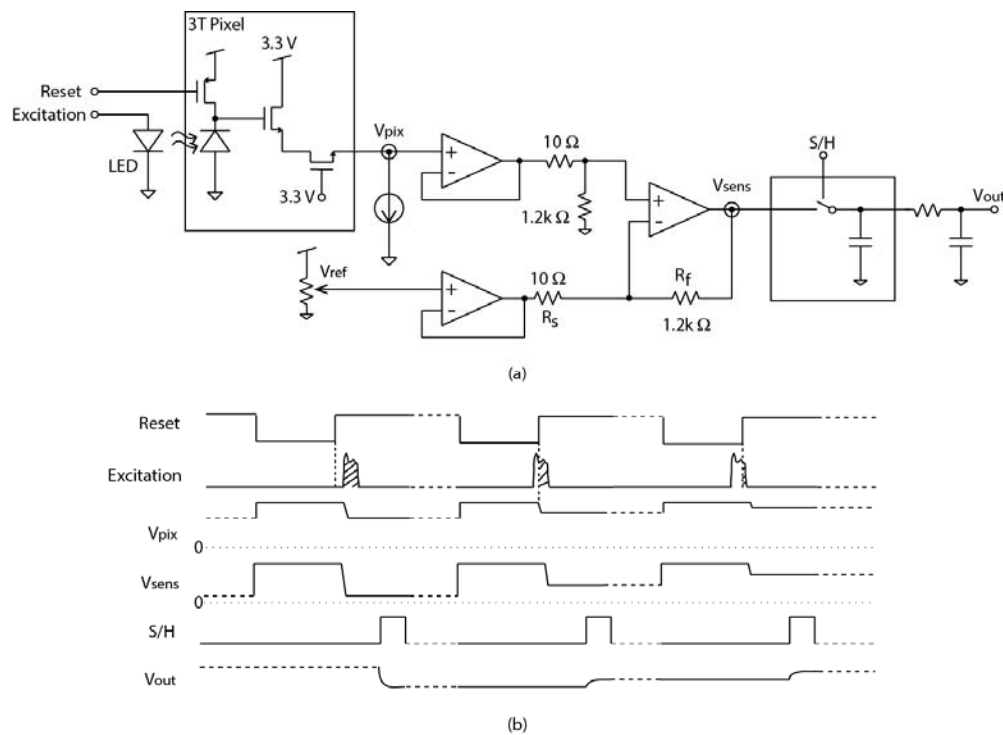 3T Pixel
3.3 V
Reset
Excitation
LED
3.3 V
Vpix
10 Ω
1.2k Ω
Vref
10 Ω
Rs
Rf
1.2k Ω
Vsens
S/H
Vout
(a)
Reset
Excitation
Vpix
0
Vsens
0
S/H
Vout
(b)